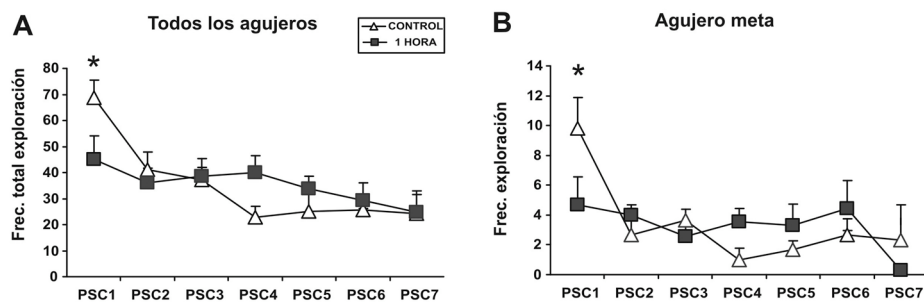 A
Todos los agujeros
CONTROL
1 HORA
*
Frec. total exploración
80
70
60
50
40
30
20
10
0
PSC1 PSC2 PSC3 PSC4 PSC5 PSC6 PSC7
B
Agujero meta
*
Frec. exploración
14
12
10
8
6
4
2
0
PSC1 PSC2 PSC3 PSC4 PSC5 PSC6 PSC7